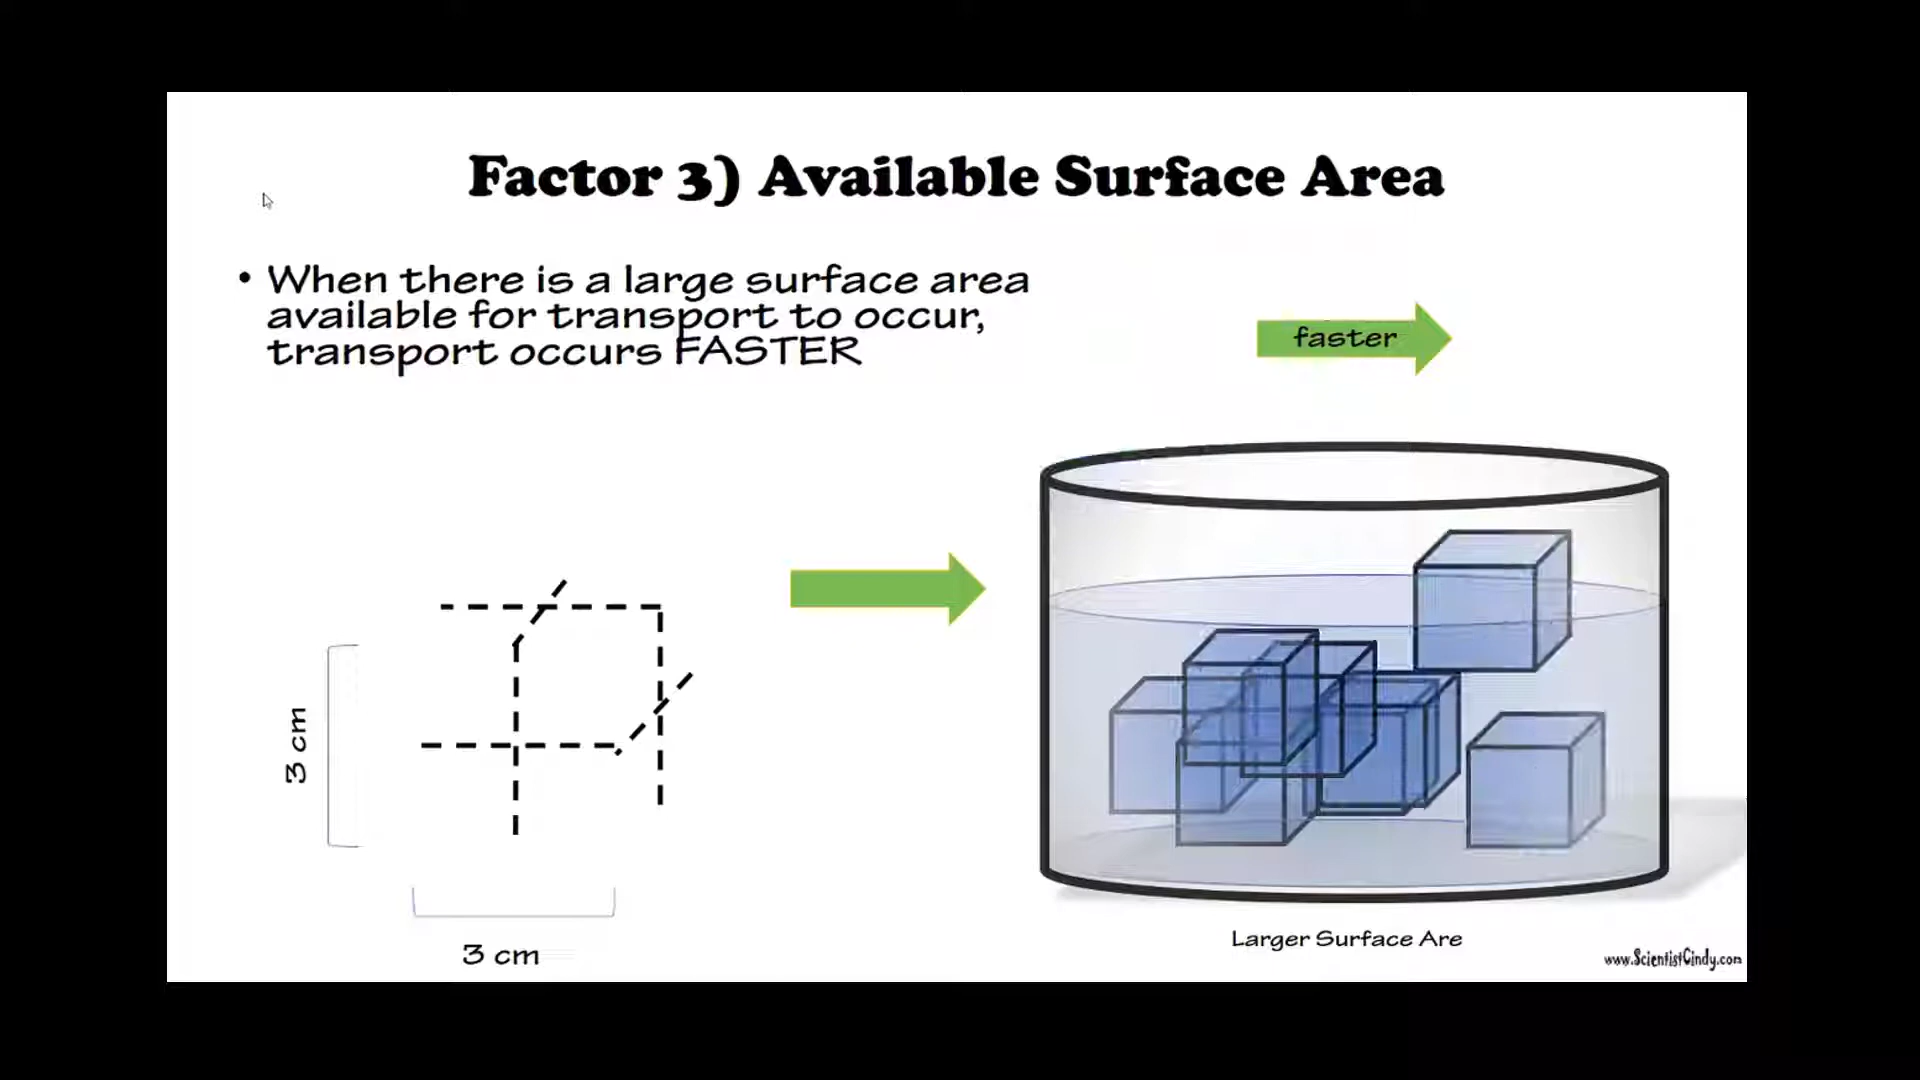 Factor 3) Available Surface Area
• When there is a large surface area
available for transport to occur,
transport occurs FASTER
faster
3 cm
3 cm
Larger Surface Are
www.ScientistCindy.com